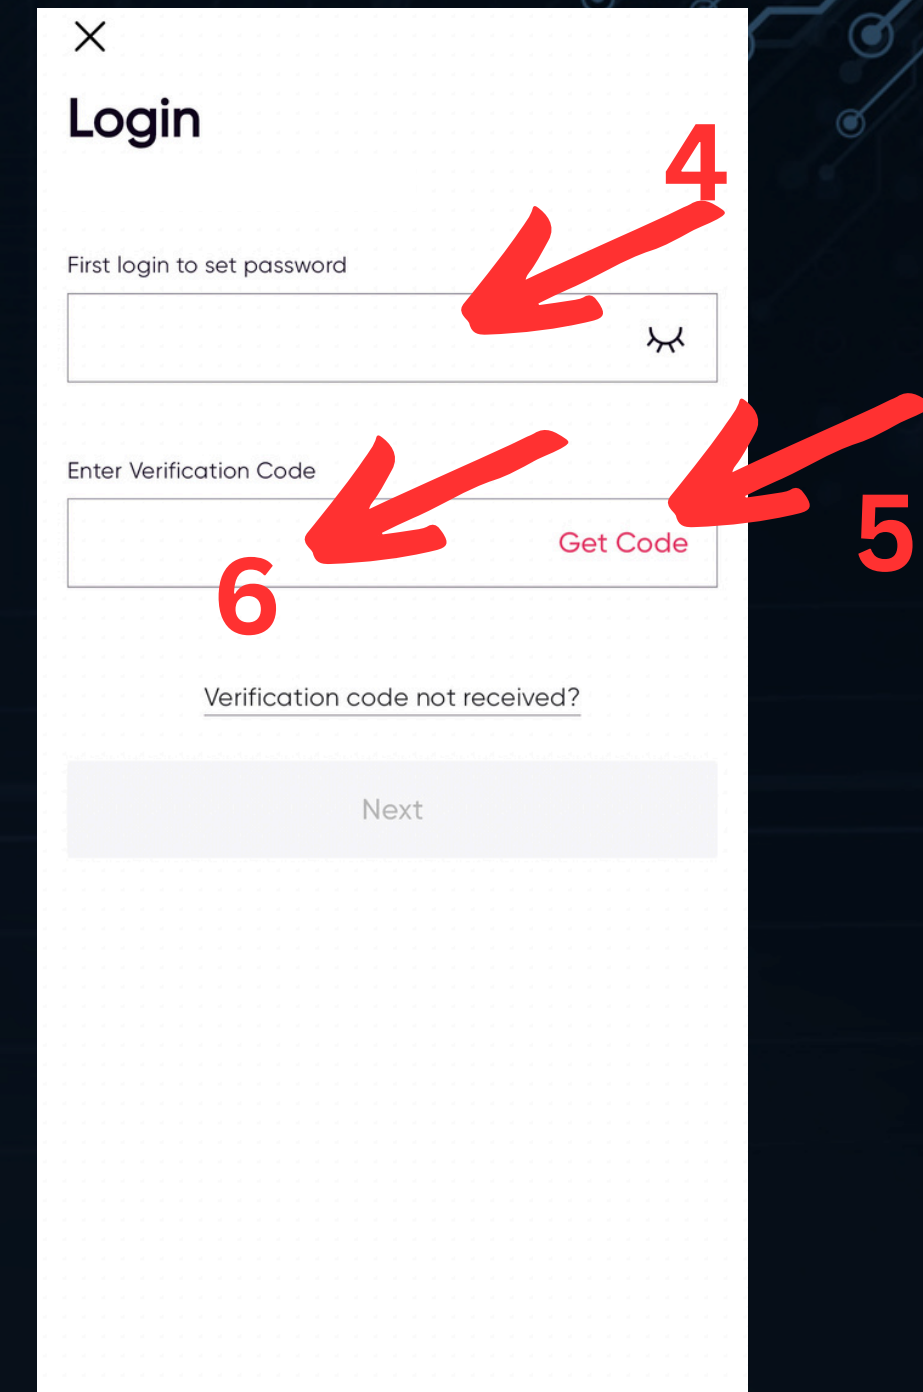 Login
4
First login to set password
Enter Verification Code
5
Get Code
6
Verification code not received?
Next